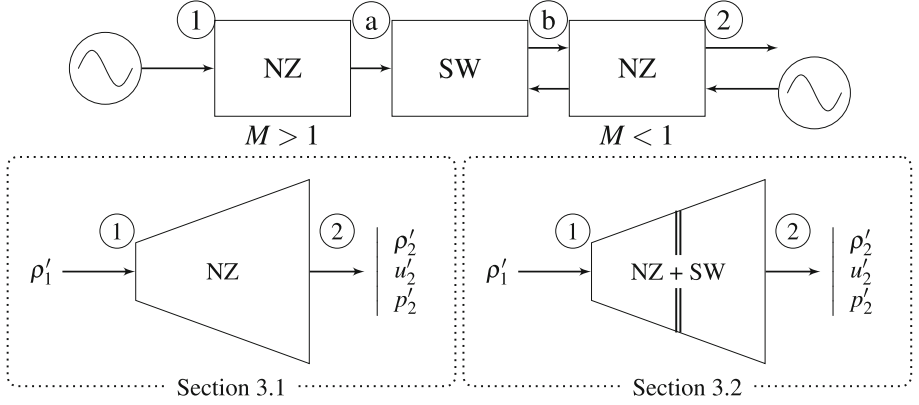 1 a b 2
NZ SW NZ
M > 1 M < 1
1 2 1 2
ρ′₁ NZ ρ′₂ u′₂ p′₂
ρ′₁ NZ + SW ρ′₂ u′₂ p′₂
Section 3.1 Section 3.2